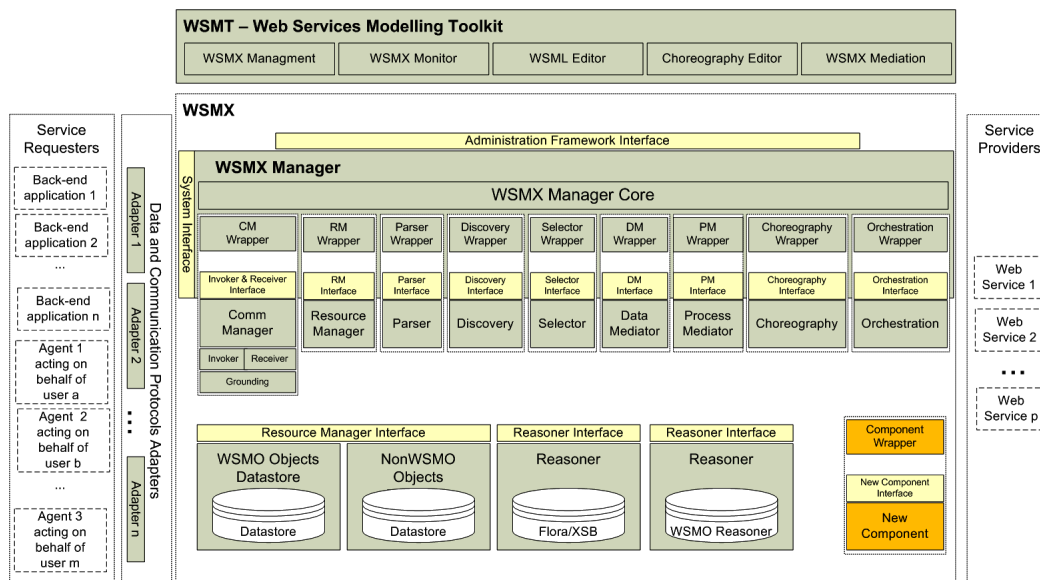 WSMT – Web Services Modelling Toolkit
WSMX Managment
WSMX Monitor
WSML Editor
Choreography Editor
WSMX Mediation
Service
Requesters
Back-end
application 1
Back-end
application 2
...
Back-end
application n
Agent 1
acting on
behalf of
user a
Agent 2
acting on
behalf of
user b
...
Agent 3
acting on
behalf of
user m
Data and Communication Protocols Adapters
Adapter 1
Adapter 2
...
Adapter n
WSMX
Administration Framework Interface
System Interface
WSMX Manager
WSMX Manager Core
CM
Wrapper
RM
Wrapper
Parser
Wrapper
Discovery
Wrapper
Selector
Wrapper
DM
Wrapper
PM
Wrapper
Choreography
Wrapper
Orchestration
Wrapper
Invoker & Receiver
Interface
RM
Interface
Parser
Interface
Discovery
Interface
Selector
Interface
DM
Interface
PM
Interface
Choreography
Interface
Orchestration
Interface
Comm
Manager
Resource
Manager
Parser
Discovery
Selector
Data
Mediator
Process
Mediator
Choreography
Orchestration
Invoker
Receiver
Grounding
Resource Manager Interface
Reasoner Interface
Reasoner Interface
WSMO Objects
Datastore
Datastore
NonWSMO
Objects
Datastore
Reasoner
Flora/XSB
Reasoner
WSMO Reasoner
Component
Wrapper
New Component
Interface
New
Component
Service
Providers
Web
Service 1
Web
Service 2
...
Web
Service p